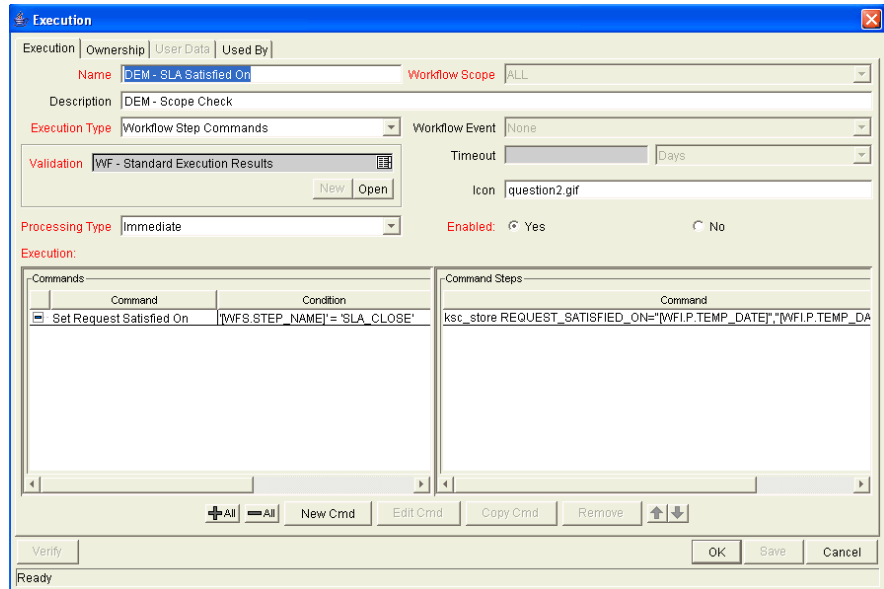 Execution
Execution Ownership User Data Used By
Name DEM - SLA Satisfied On Workflow Scope ALL
Description DEM - Scope Check
Execution Type Workflow Step Commands Workflow Event None
Validation WF - Standard Execution Results Timeout Days
New Open Icon question2.gif
Processing Type Immediate Enabled: Yes No
Execution:
Commands Command Steps
Command Condition Command
Set Request Satisfied On '[WFS.STEP_NAME]' = 'SLA_CLOSE' ksc_store REQUEST_SATISFIED_ON="[WFI.P.TEMP_DATE]","[WFI.P.TEMP_DA
All All New Cmd Edit Cmd Copy Cmd Remove
Verify OK Save Cancel
Ready